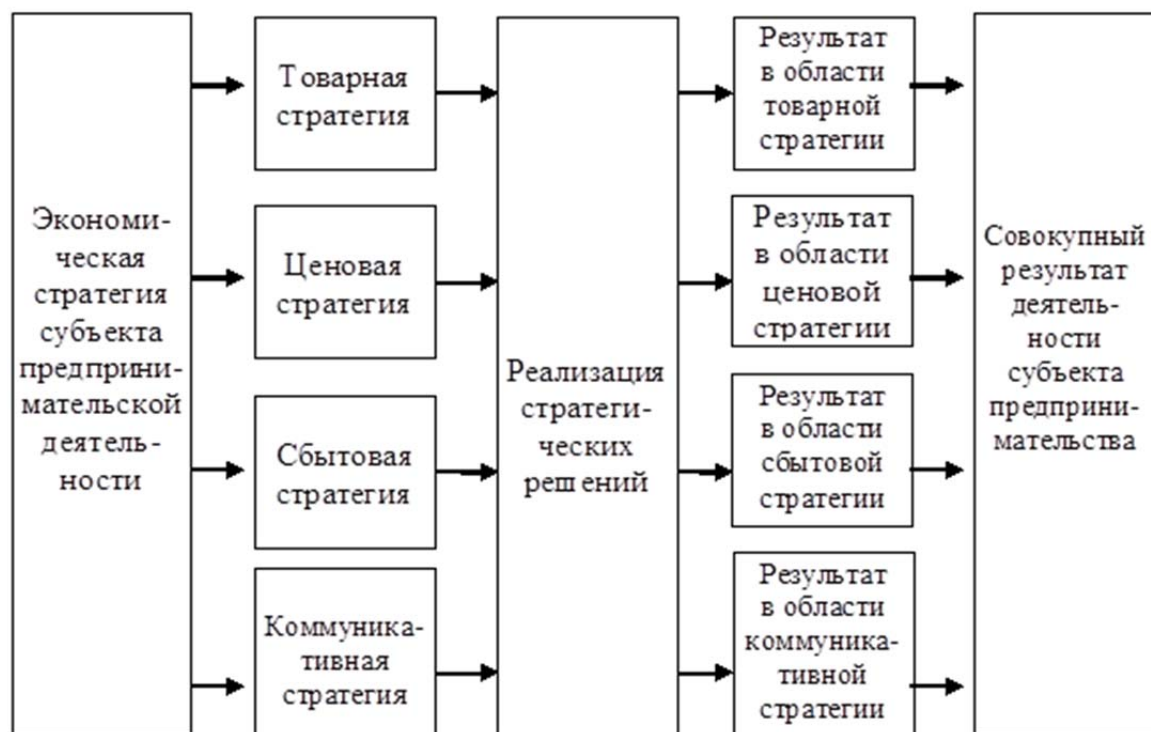 Экономи-
ческая
стратегия
субъекта
предприни-
мательской
деятель-
ности
Товарная
стратегия
Ценовая
стратегия
Сбытовая
стратегия
Коммуника-
тивная
стратегия
Реализация
стратеги-
ческих
решений
Результат
в области
товарной
стратегии
Результат
в области
ценовой
стратегии
Результат
в области
сбытовой
стратегии
Результат
в области
коммуника-
тивной
стратегии
Совокупный
результат
деятель-
ности
субъекта
предприни-
мательства